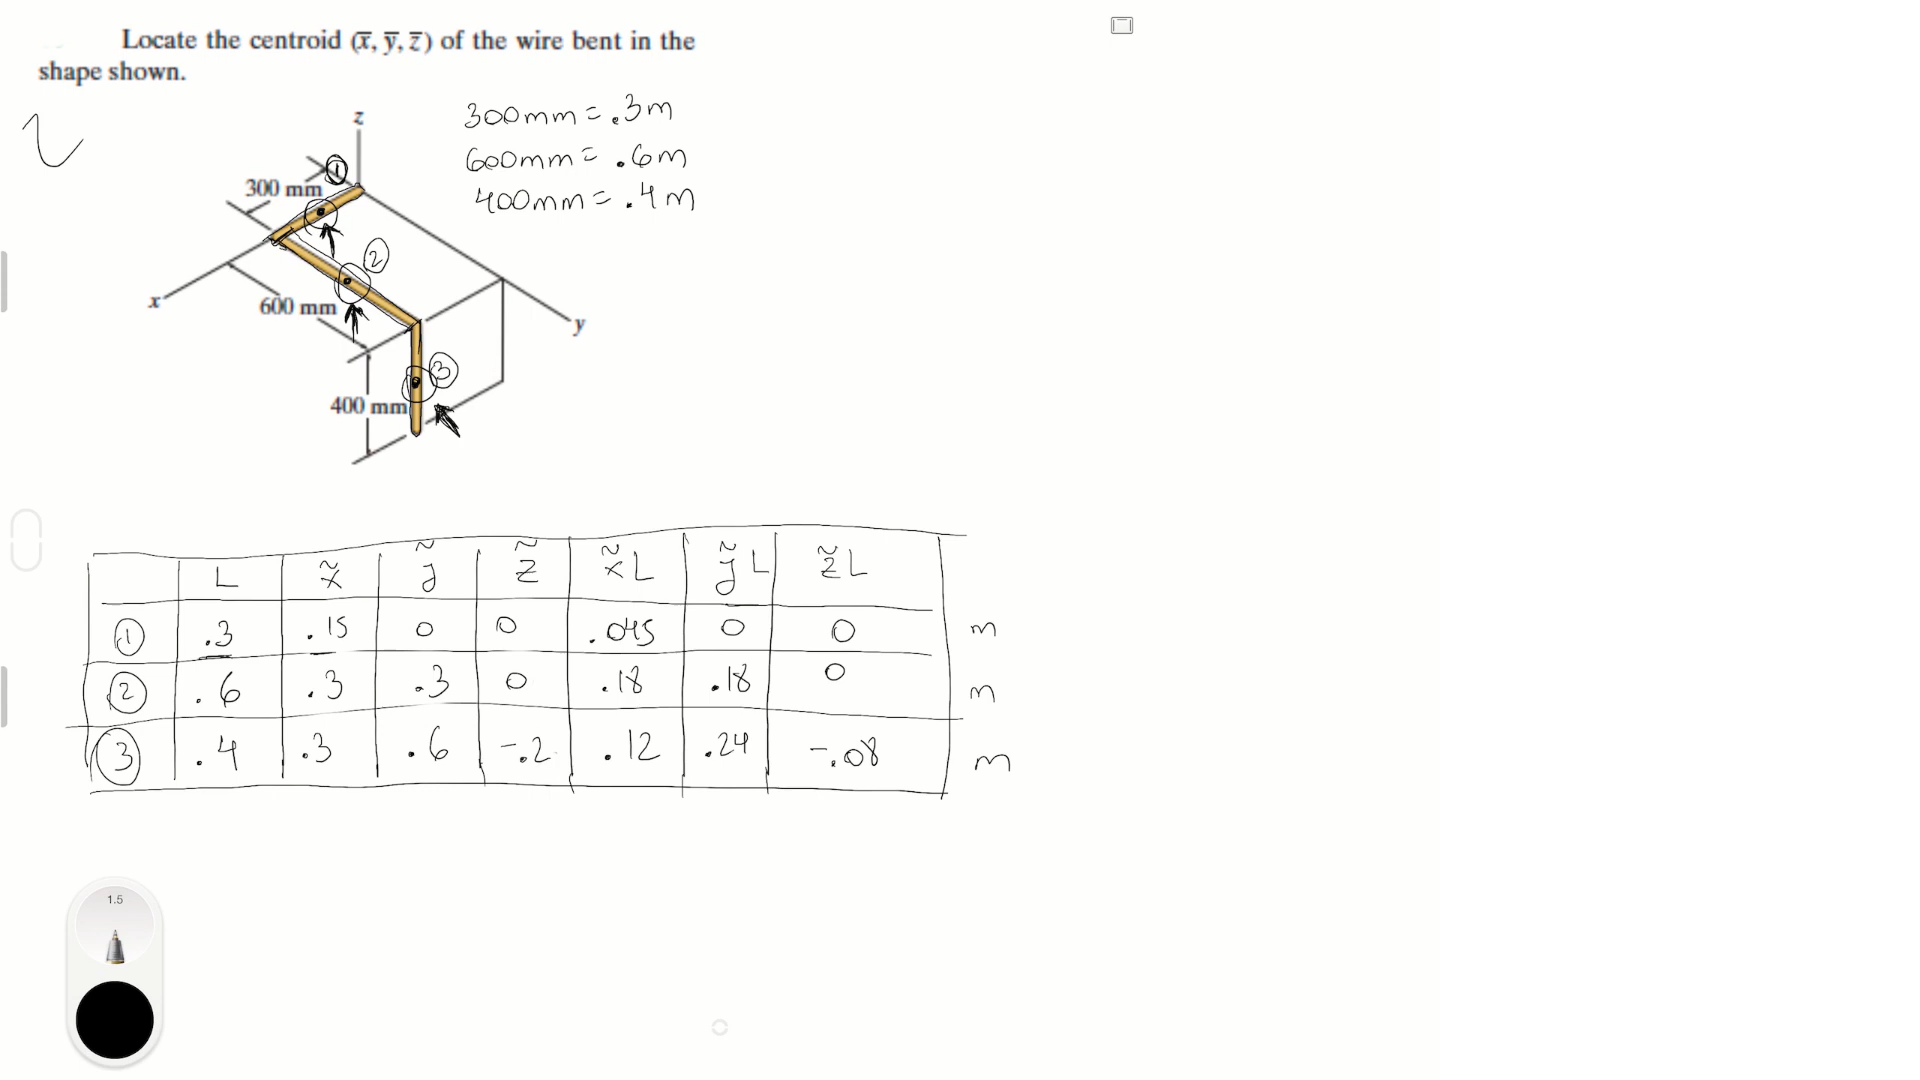 Locate the centroid (x̅, y̅, z̅) of the wire bent in the
shape shown.
300mm = .3m
600mm = .6m
400mm = .4m
z
①
300 mm
②
x
600 mm
y
③
400 mm
L x̃ ỹ z̃ x̃L ỹL z̃L
① .3 .15 0 0 .045 0 0 m
② .6 .3 .3 0 .18 .18 0 m
③ .4 .3 .6 -.2 .12 .24 -.08 m
1.5